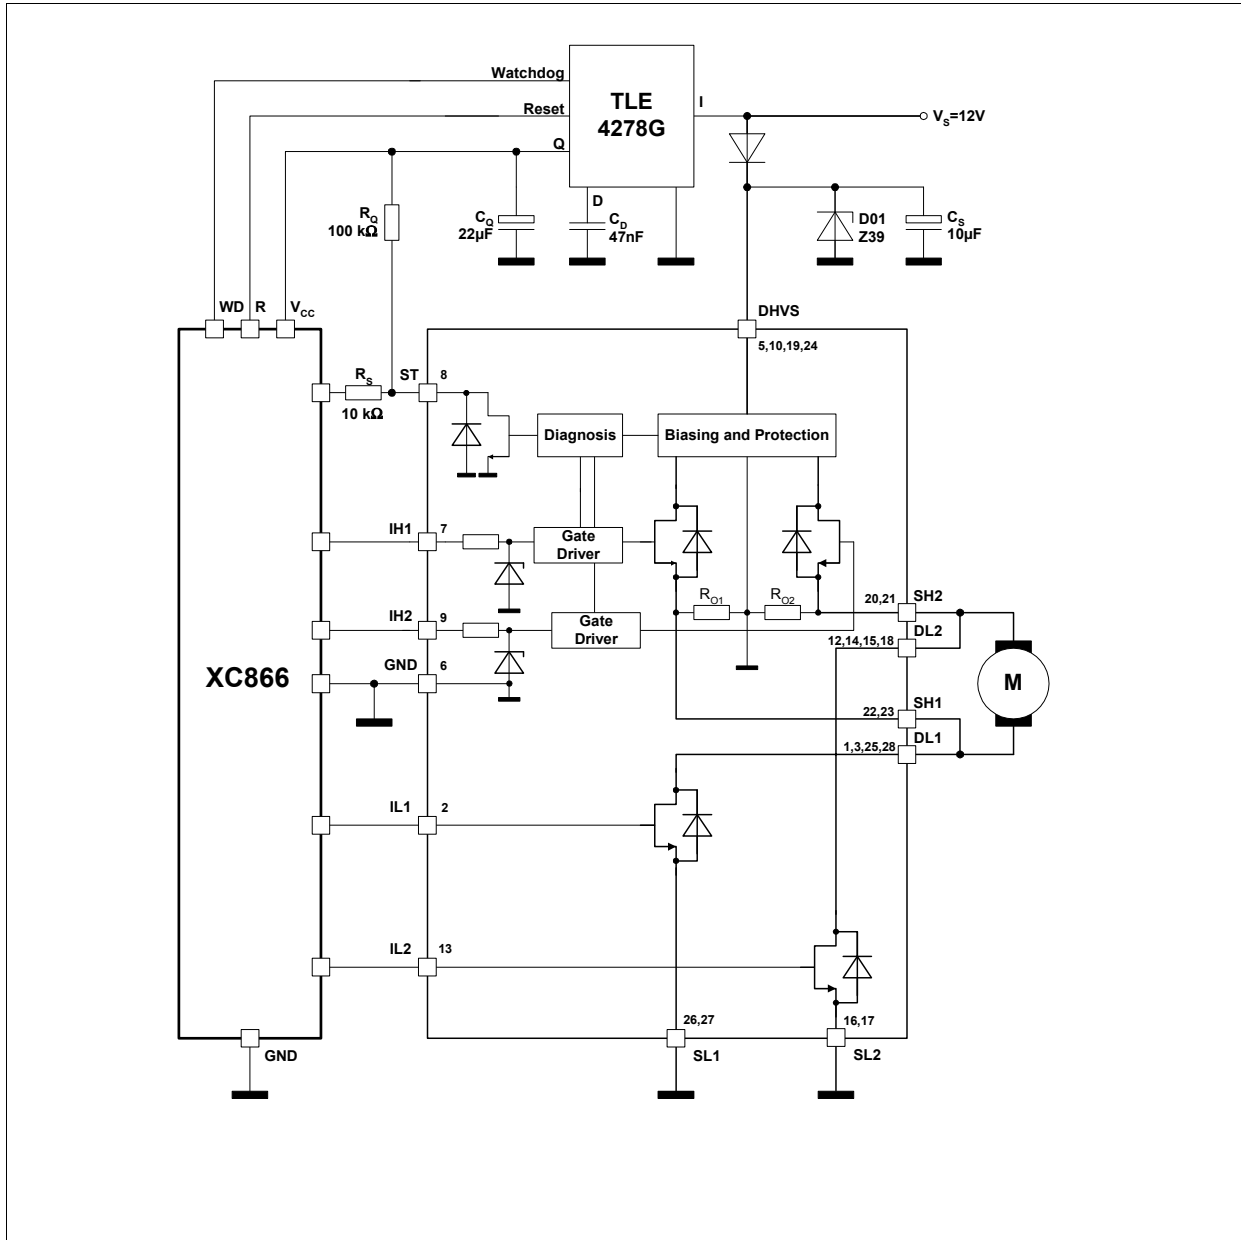 Watchdog
TLE
4278G
I
Reset
V_S=12V
Q
D
R_Q
100 kΩ
C_Q
22µF
C_D
47nF
D01
Z39
C_S
10µF
WD
R
V_CC
DHVS
5,10,19,24
R_S
10 kΩ
ST
8
Diagnosis
Biasing and Protection
IH1
7
Gate
Driver
R_O1
R_O2
20,21
SH2
IH2
9
Gate
Driver
DL2
12,14,15,18
GND
6
XC866
M
SH1
22,23
DL1
1,3,25,28
IL1
2
IL2
13
26,27
16,17
GND
SL1
SL2